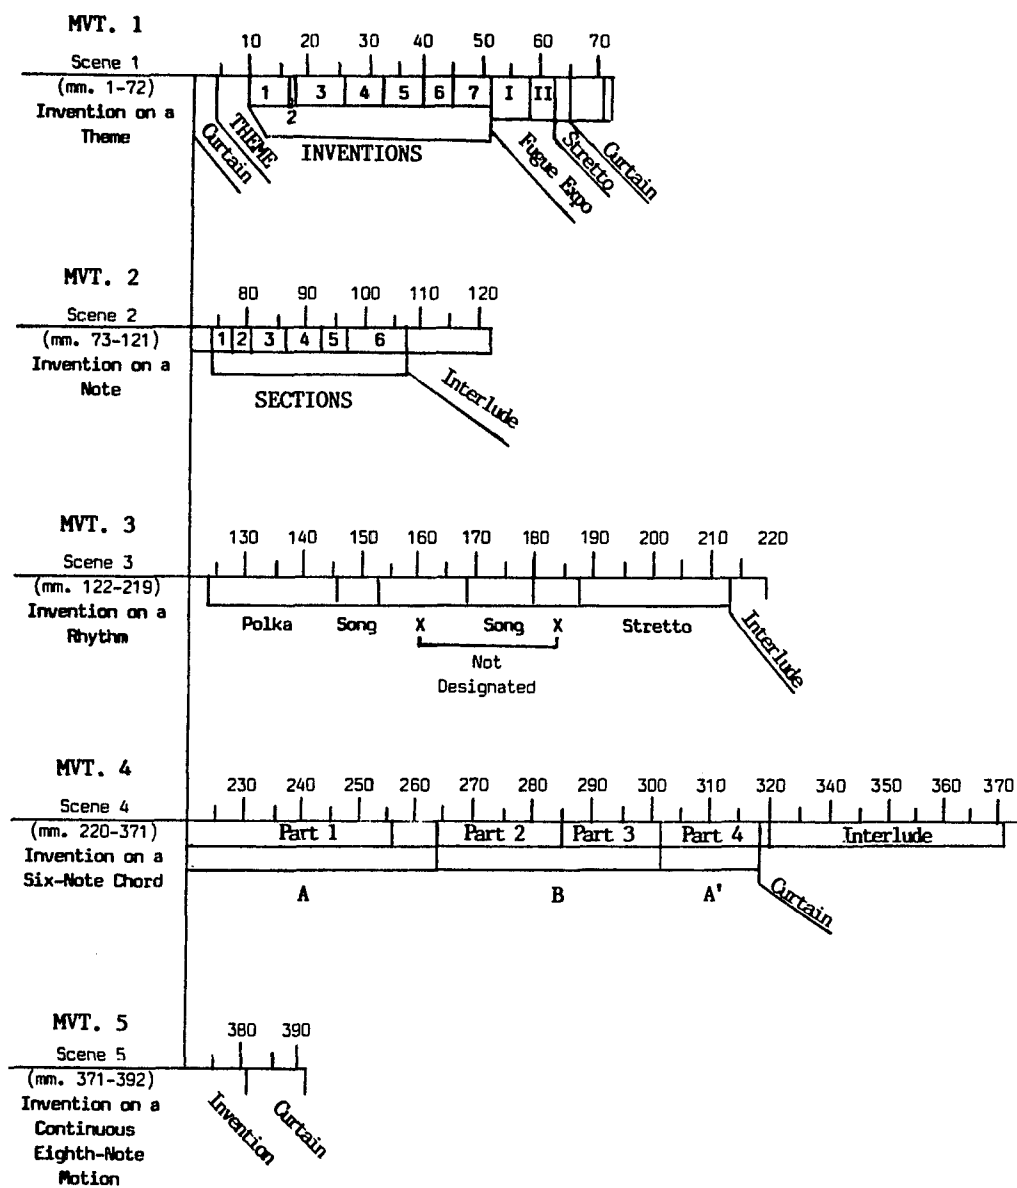 MVT. 1
10 20 30 40 50 60 70
Scene 1
(mm. 1-72)
Invention on a
Theme
1 3 4 5 6 7 I II
2
Curtain
THEME
INVENTIONS
Fugue Expo
Stretto
Curtain
MVT. 2
80 90 100 110 120
Scene 2
(mm. 73-121)
Invention on a
Note
1 2 3 4 5 6
SECTIONS
Interlude
MVT. 3
130 140 150 160 170 180 190 200 210 220
Scene 3
(mm. 122-219)
Invention on a
Rhythm
Polka Song X Song X Stretto
Interlude
Not
Designated
MVT. 4
230 240 250 260 270 280 290 300 310 320 340 350 360 370
Scene 4
(mm. 220-371)
Invention on a
Six-Note Chord
Part 1 Part 2 Part 3 Part 4 Interlude
A B A'
Curtain
MVT. 5
380 390
Scene 5
(mm. 371-392)
Invention on a
Continuous
Eighth-Note
Motion
Invention
Curtain